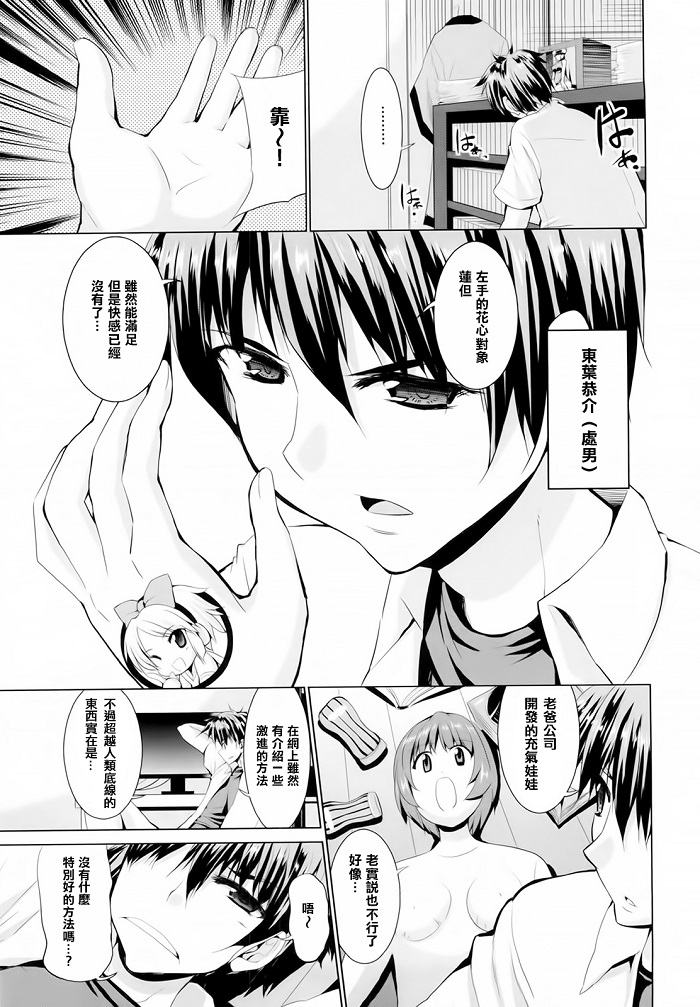 ………
はぁ
はぁ
はぁ
靠～！
東葉恭介（處男）
左手的花心對象
蓮但
雖然能滿足
但是快感已經
沒有了…
老爸公司
開發的充氣娃娃
老實説也不行了
好像…
在網上雖然
有介紹一些
激進的方法
不過超越人類底線的
東西實在是…
唔～
沒有什麼
特別好的方法嗎…？